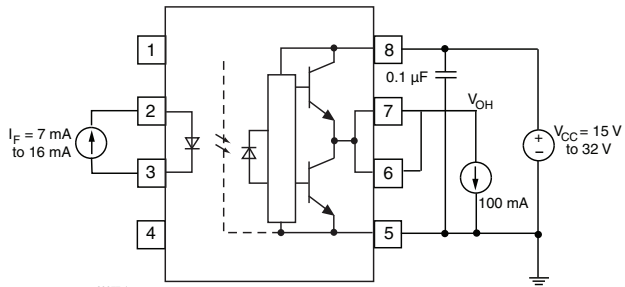 1
8
0.1 µF
2
7
V_OH
I_F = 7 mA
to 16 mA
V_CC = 15 V
to 32 V
3
6
100 mA
4
5
+
−